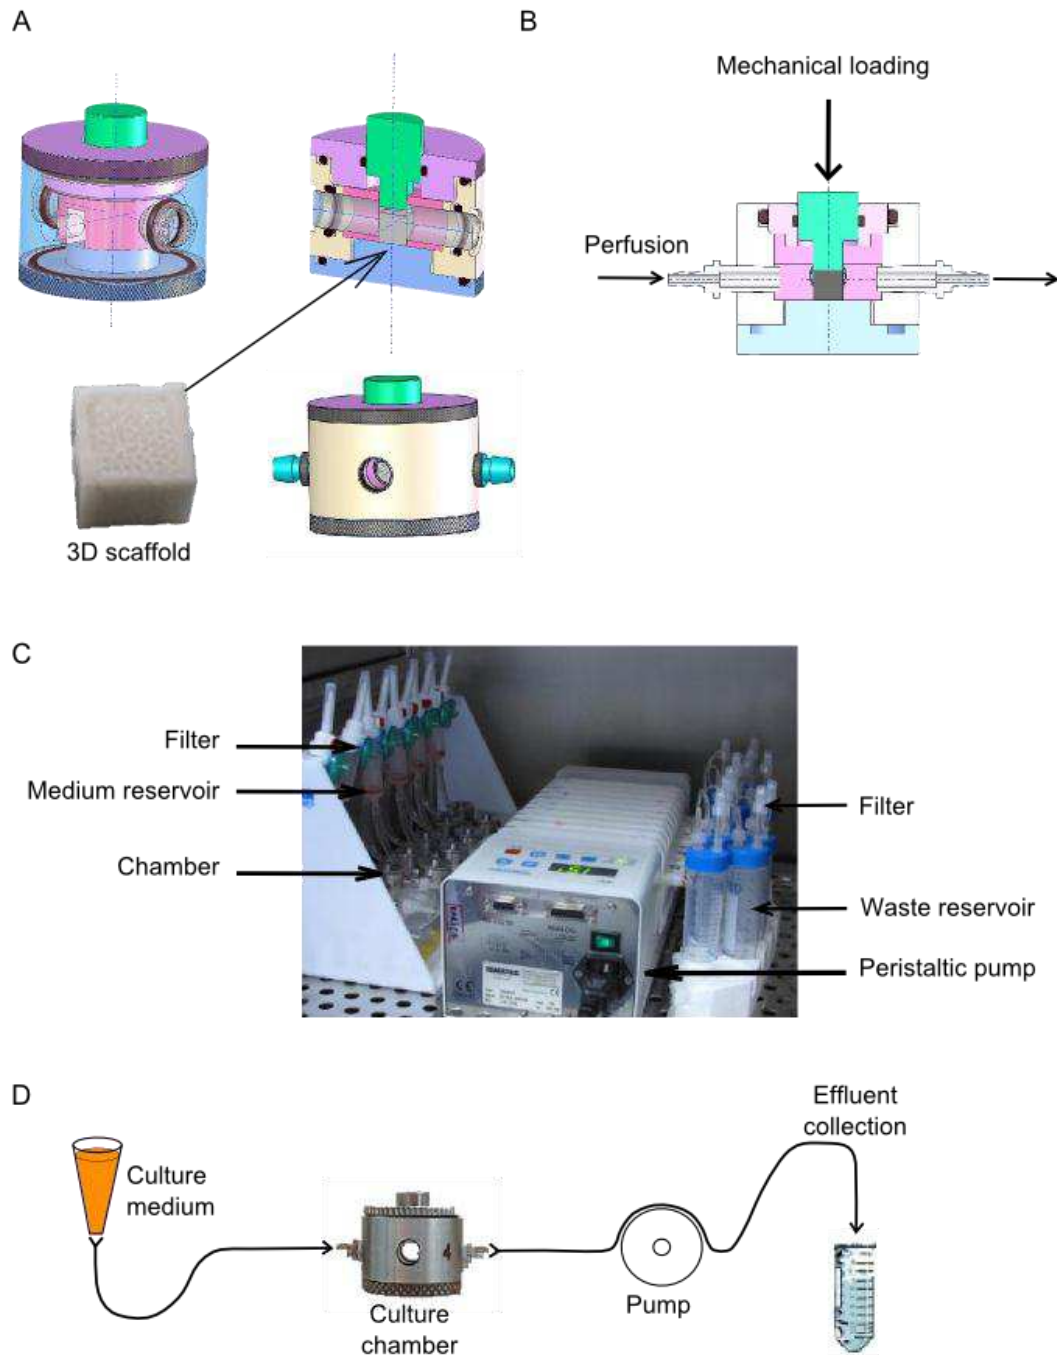 A
B
Mechanical loading
Perfusion
3D scaffold
C
Filter
Medium reservoir
Chamber
Filter
Waste reservoir
Peristaltic pump
D
Culture
medium
4
Culture
chamber
Pump
Effluent
collection